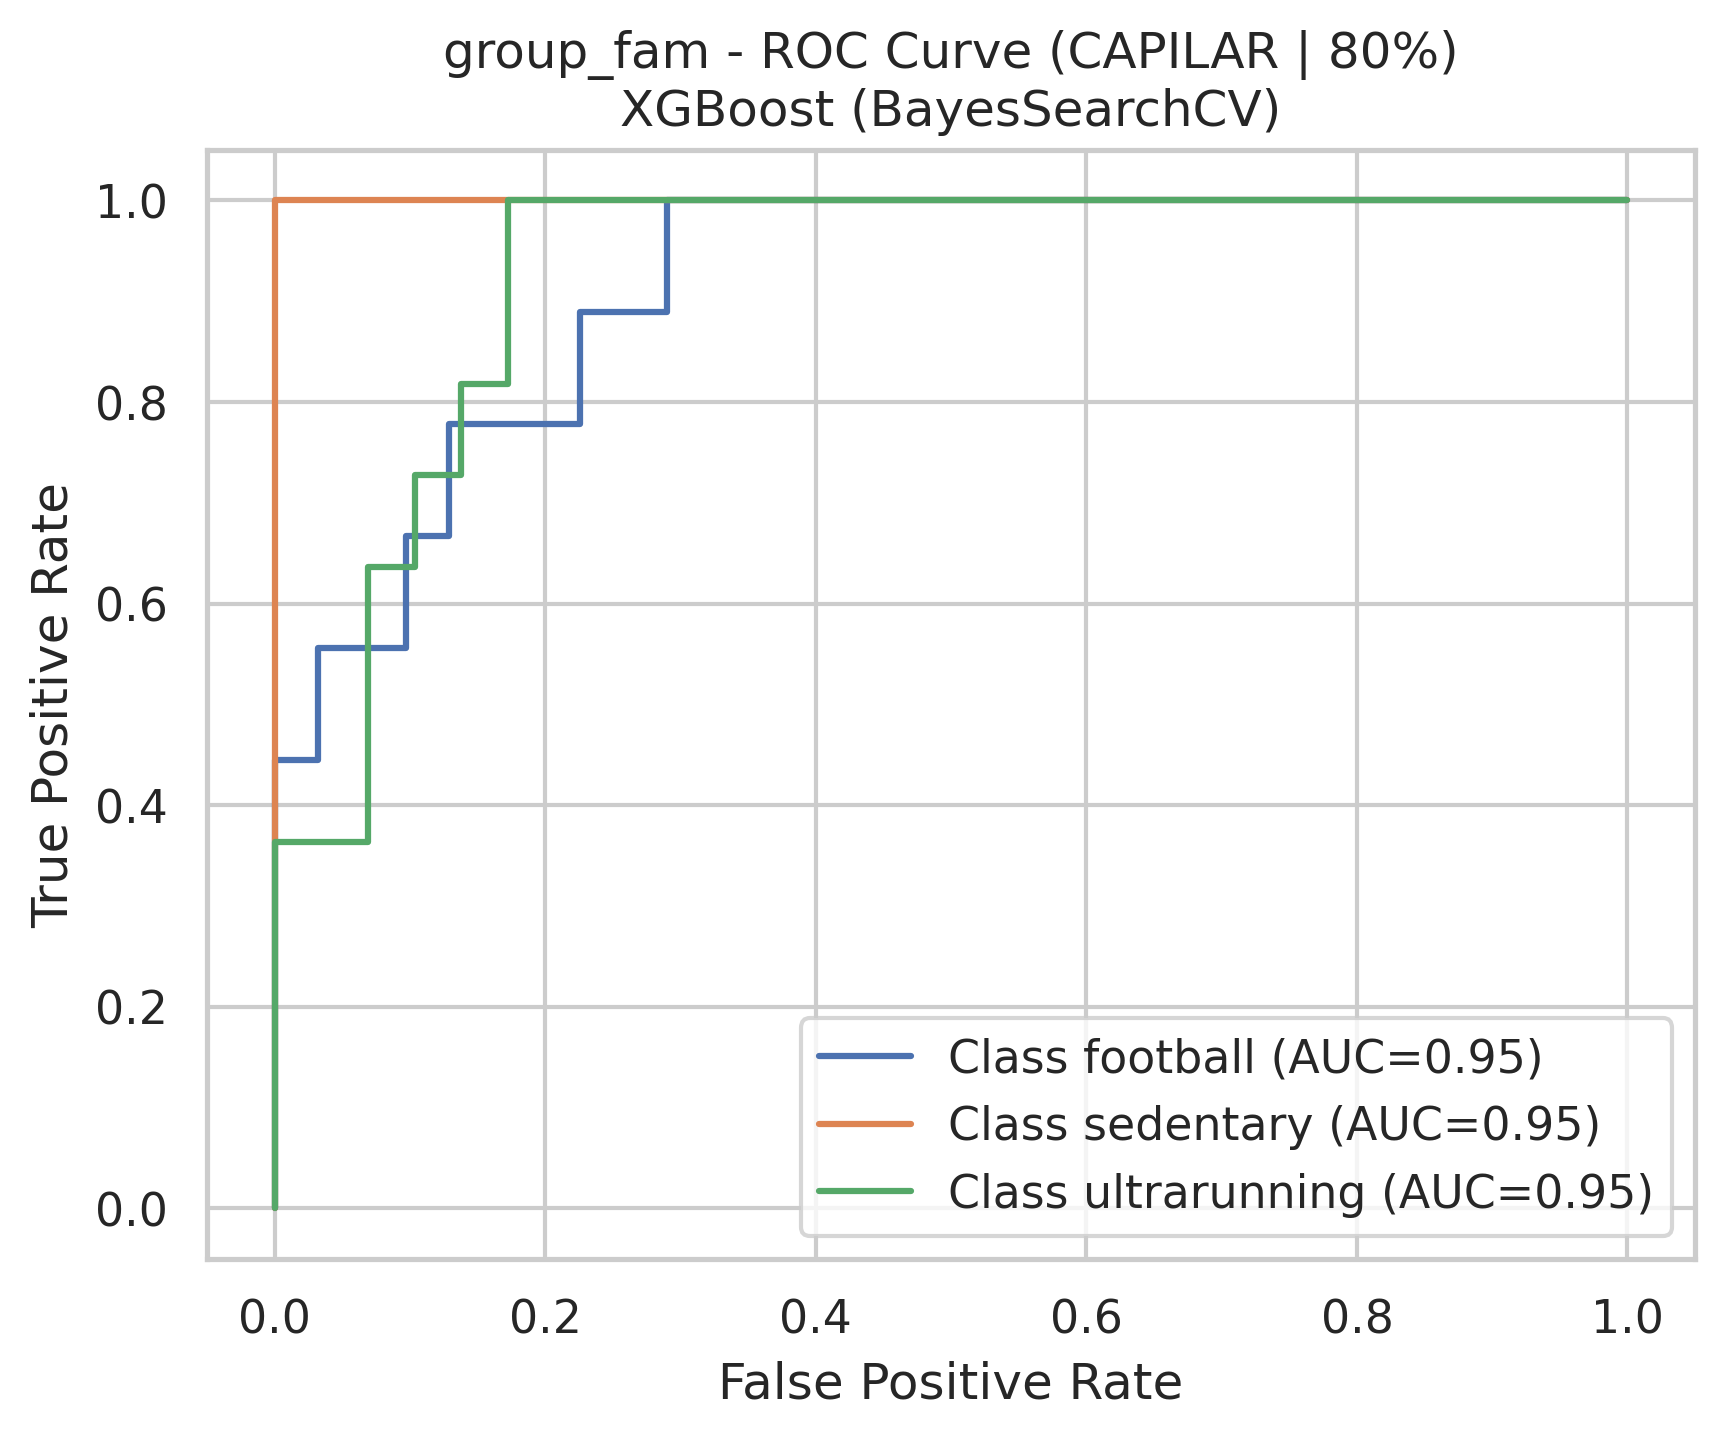 group_fam - ROC Curve (CAPILAR | 80%)
XGBoost (BayesSearchCV)
True Positive Rate
1.0
0.8
0.6
0.4
0.2
0.0
Class football (AUC=0.95)
Class sedentary (AUC=0.95)
Class ultrarunning (AUC=0.95)
0.0 0.2 0.4 0.6 0.8 1.0
False Positive Rate